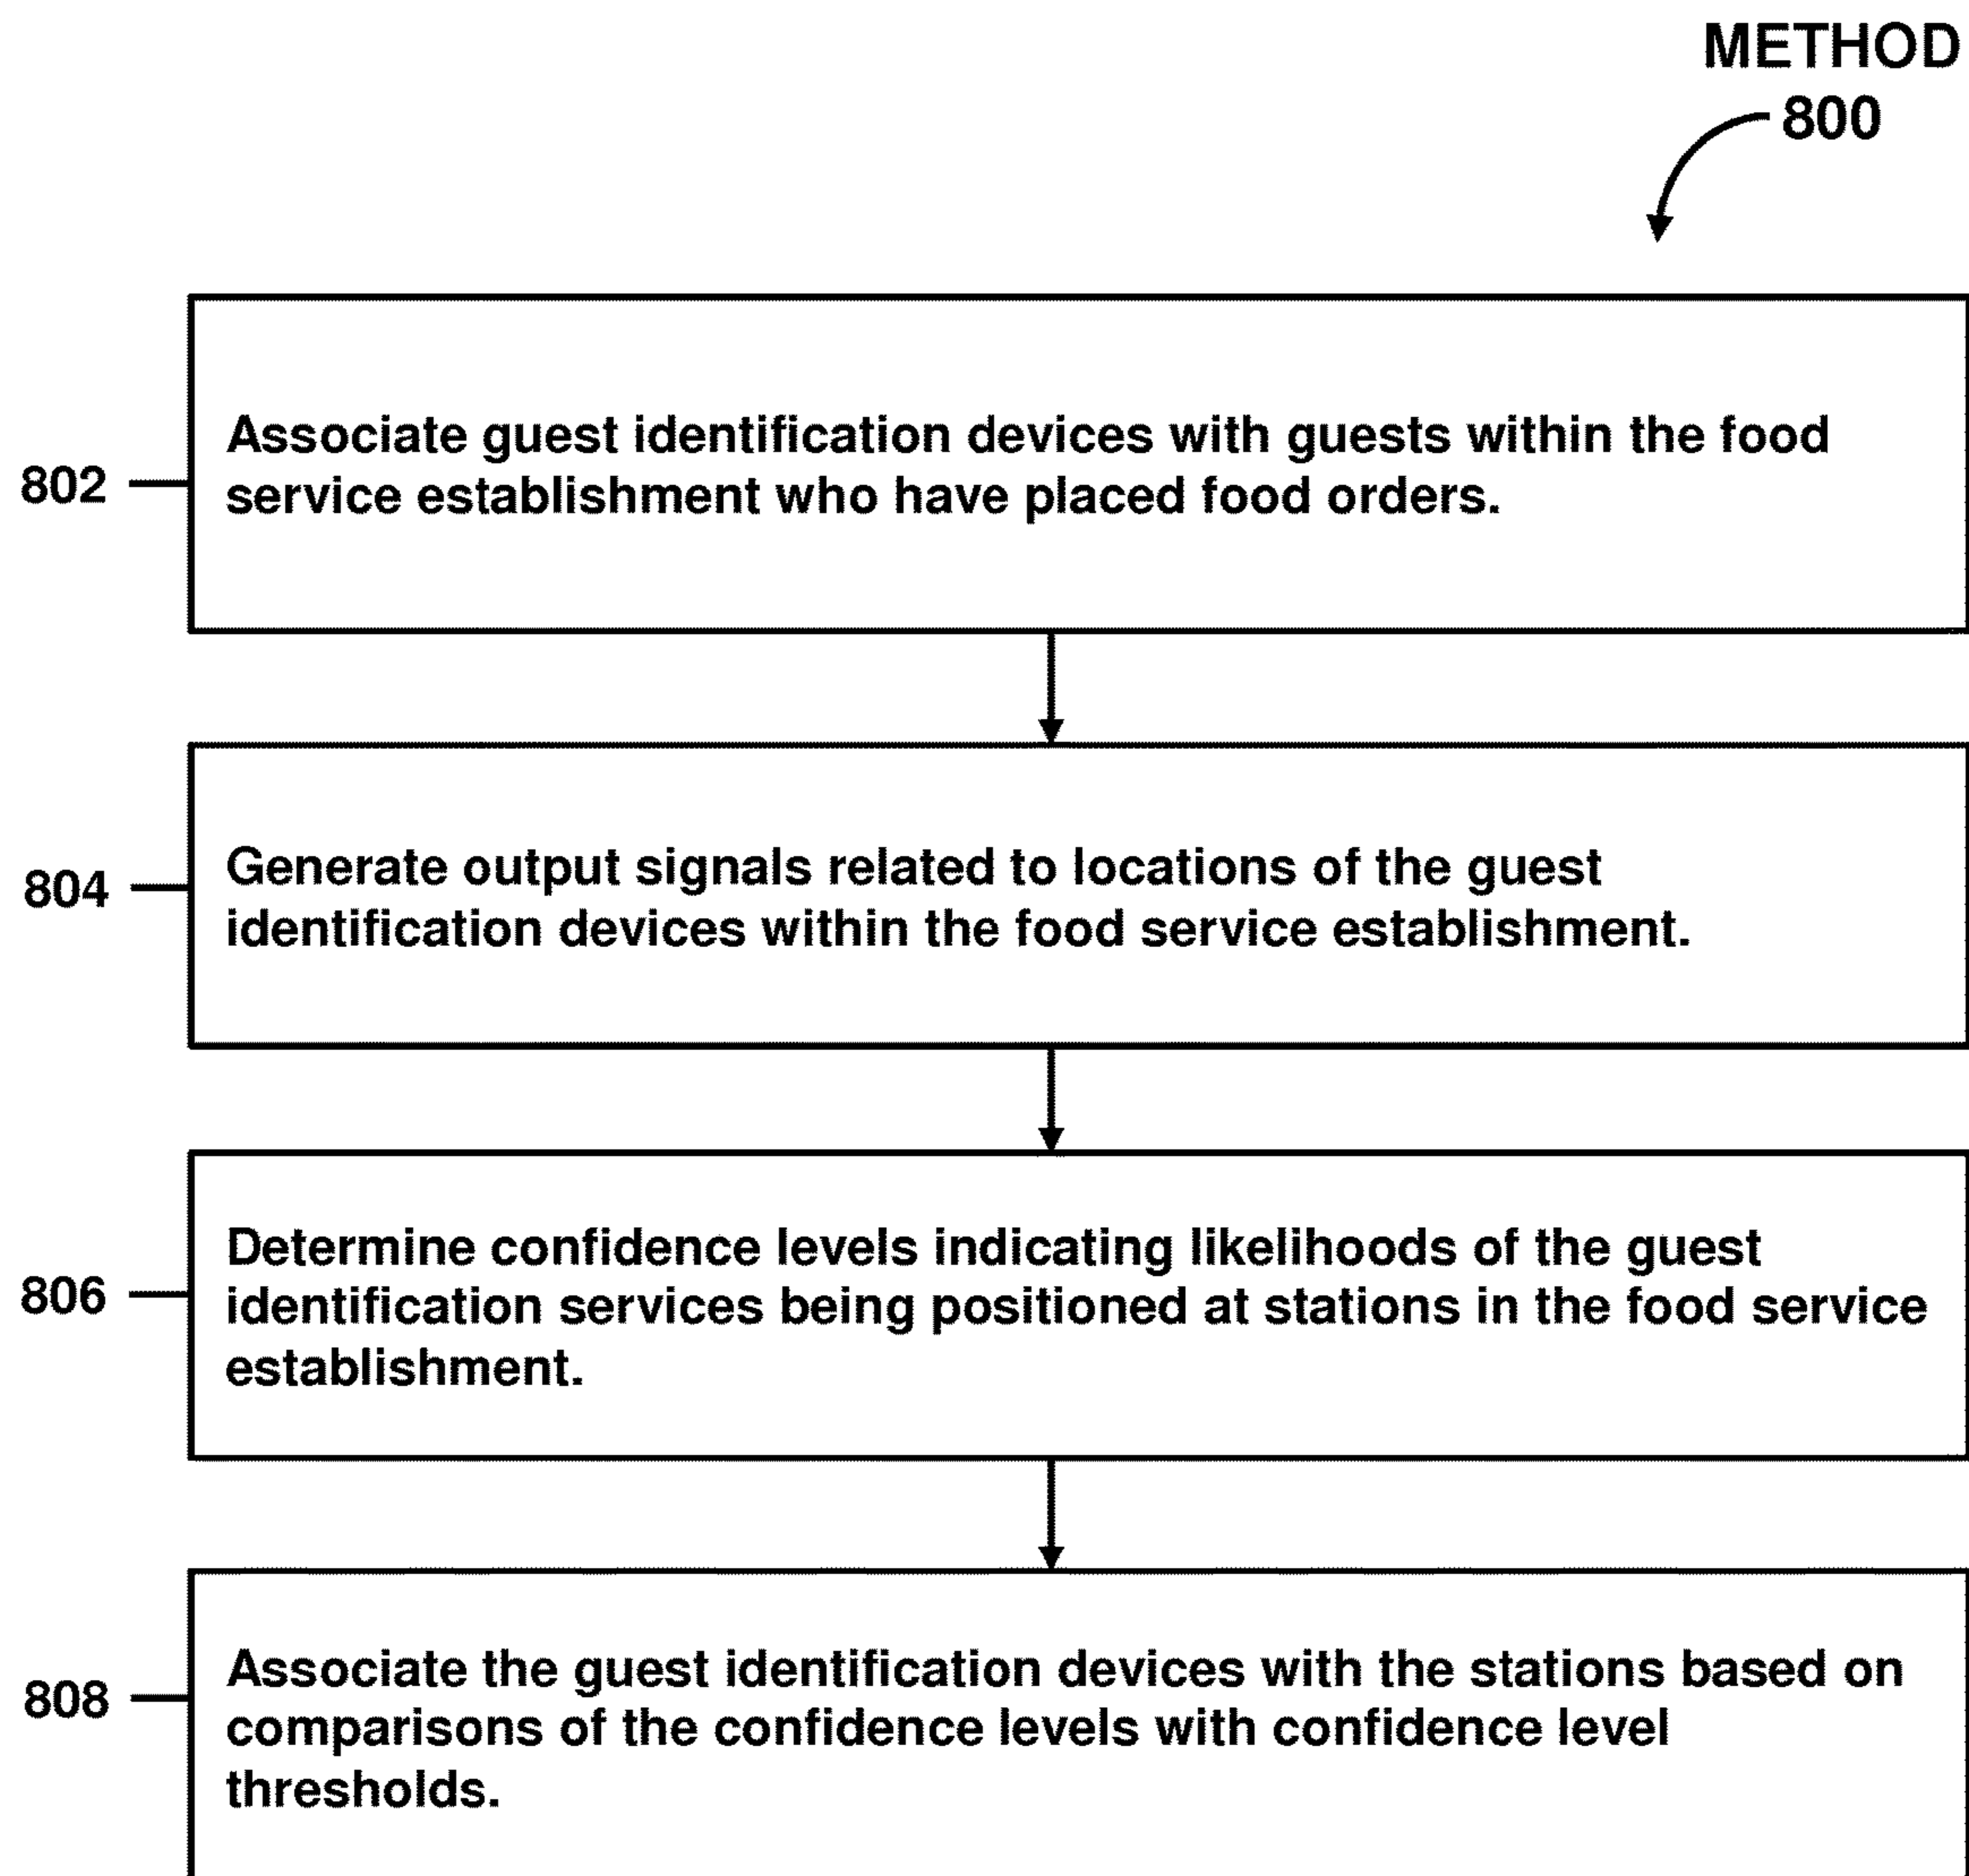 METHOD
800
802
Associate guest identification devices with guests within the food
service establishment who have placed food orders.
804
Generate output signals related to locations of the guest
identification devices within the food service establishment.
806
Determine confidence levels indicating likelihoods of the guest
identification services being positioned at stations in the food service
establishment.
808
Associate the guest identification devices with the stations based on
comparisons of the confidence levels with confidence level
thresholds.